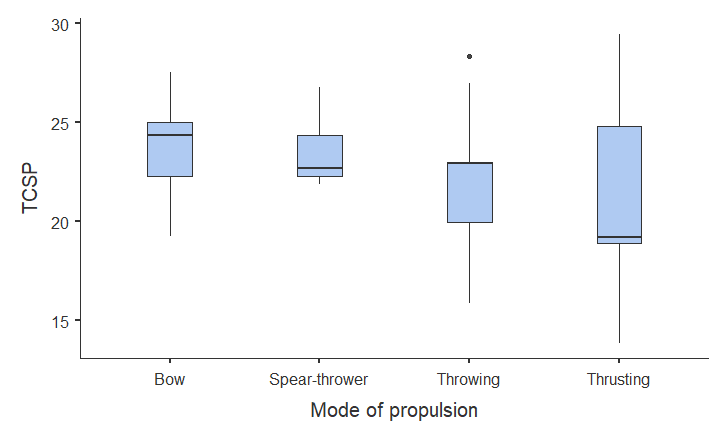 30
25
20
15
TCSP
Bow
Spear-thrower
Throwing
Thrusting
Mode of propulsion